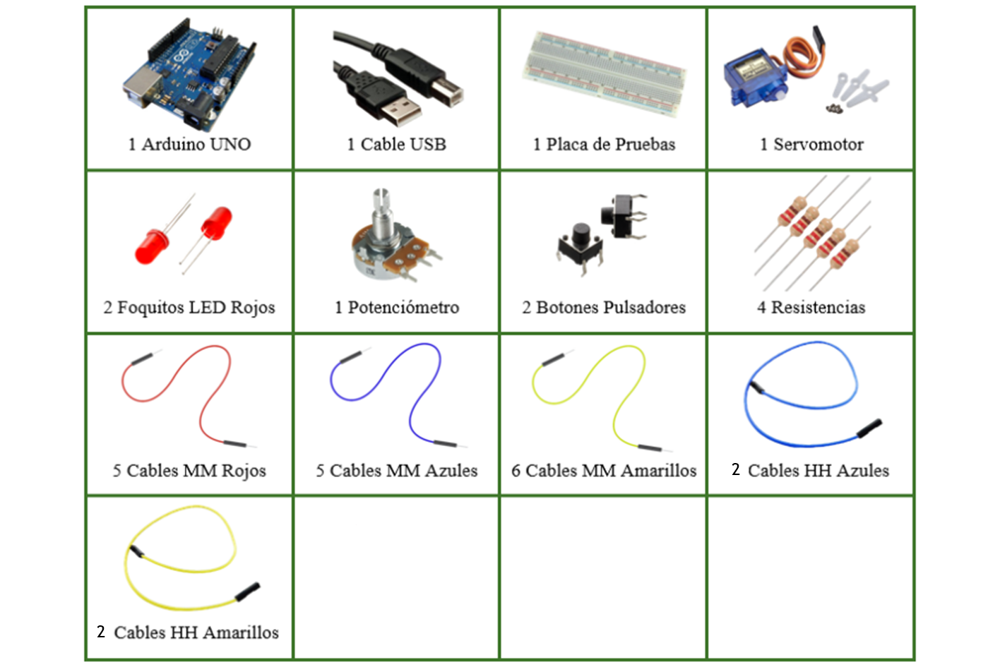 1 Arduino UNO
1 Cable USB
1 Placa de Pruebas
1 Servomotor
2 Foquitos LED Rojos
1 Potenciómetro
2 Botones Pulsadores
4 Resistencias
5 Cables MM Rojos
5 Cables MM Azules
6 Cables MM Amarillos
2 Cables HH Azules
2 Cables HH Amarillos